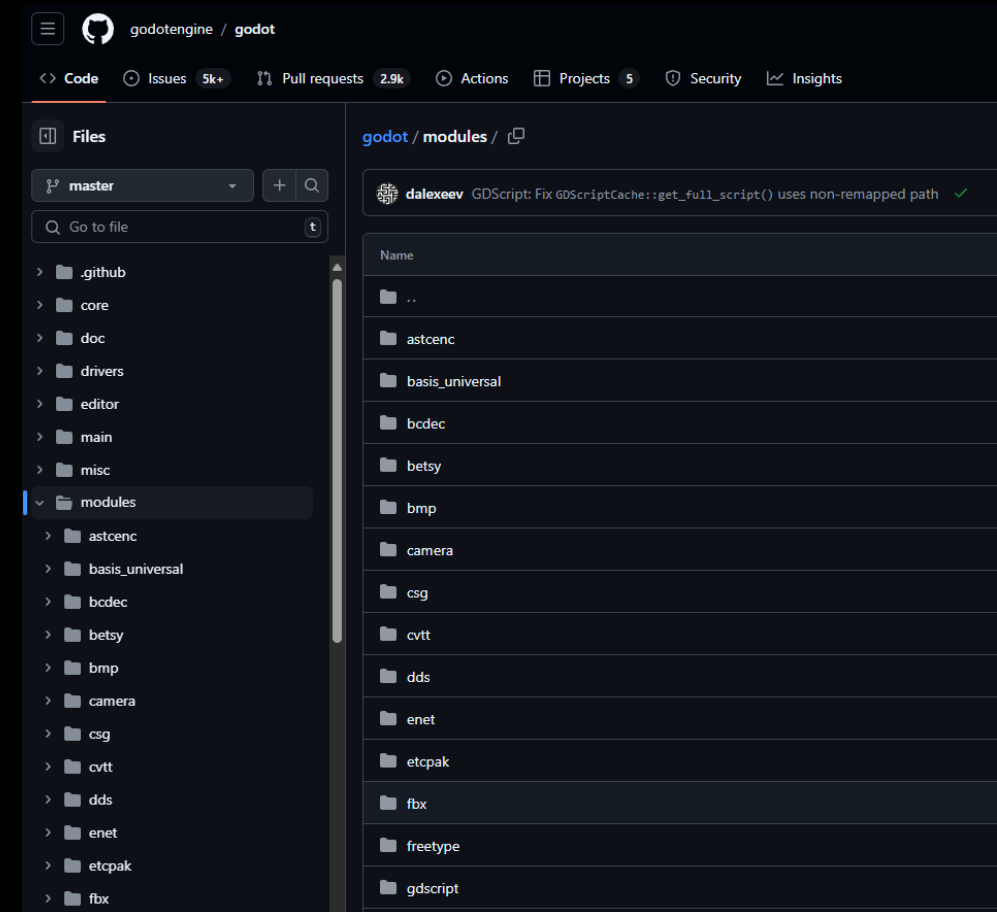 godotengine / godot
Code Issues 5k+ Pull requests 2.9k Actions Projects 5 Security Insights
Files
master
Go to file t
.github
core
doc
drivers
editor
main
misc
modules
astcenc
basis_universal
bcdec
betsy
bmp
camera
csg
cvtt
dds
enet
etcpak
fbx
godot / modules /
dalexeev GDScript: Fix GDScriptCache::get_full_script() uses non-remapped path
Name
..
astcenc
basis_universal
bcdec
betsy
bmp
camera
csg
cvtt
dds
enet
etcpak
fbx
freetype
gdscript